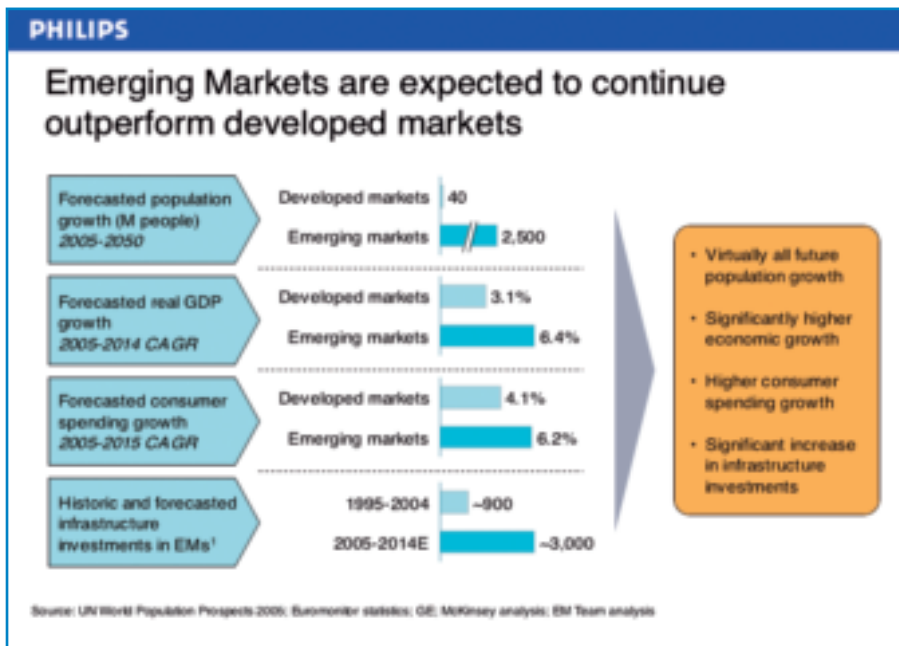 PHILIPS
Emerging Markets are expected to continue
outperform developed markets
Forecasted population
growth (M people)
2005-2050
Developed markets 40
Emerging markets 2,500
Forecasted real GDP
growth
2005-2014 CAGR
Developed markets 3.1%
Emerging markets 6.4%
Forecasted consumer
spending growth
2005-2015 CAGR
Developed markets 4.1%
Emerging markets 6.2%
Historic and forecasted
infrastructure
investments in EMs¹
1995-2004 ~900
2005-2014E ~3,000
• Virtually all future
population growth
• Significantly higher
economic growth
• Higher consumer
spending growth
• Significant increase
in infrastructure
investments
Source: UN World Population Prospects 2005; Euromonitor statistics; GE; McKinsey analysis; EM Team analysis